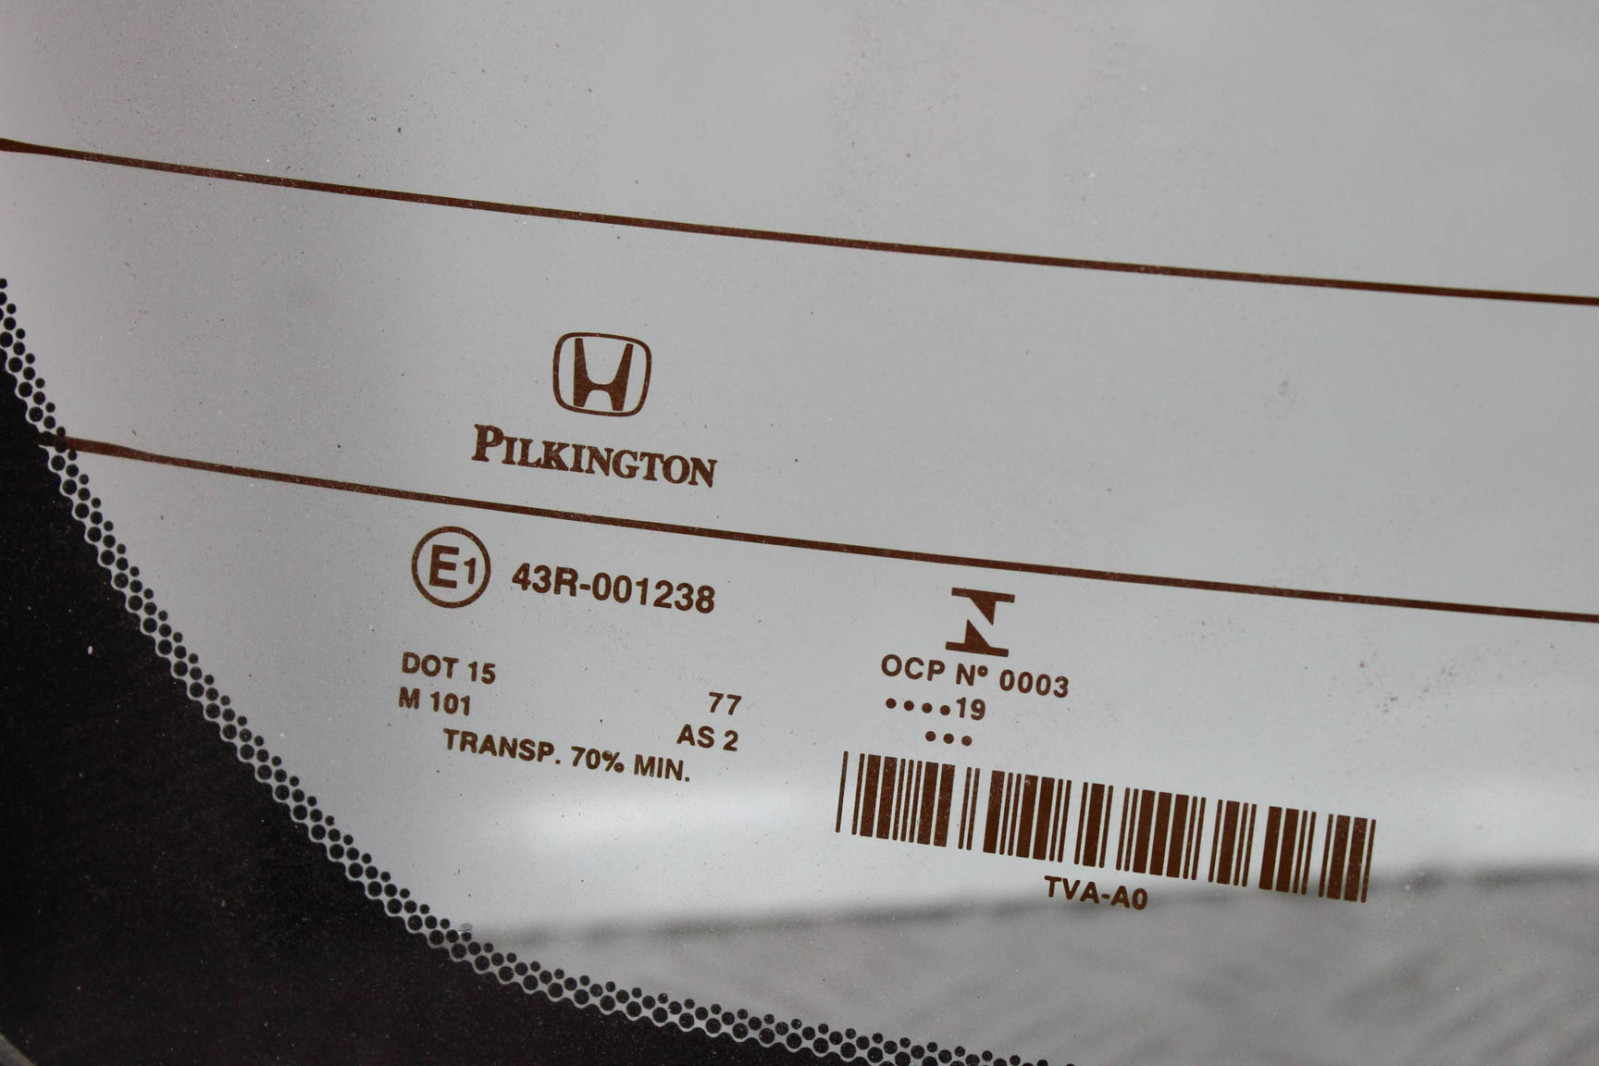 PILKINGTON
E1 43R-001238
DOT 15
M 101 77
AS 2
TRANSP. 70% MIN.
OCP Nº 0003
••••19
•••
TVA-A0